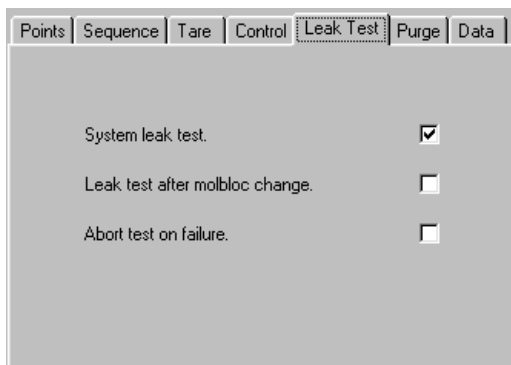 Points Sequence Tare Control Leak Test Purge Data
System leak test.
Leak test after molbloc change.
Abort test on failure.